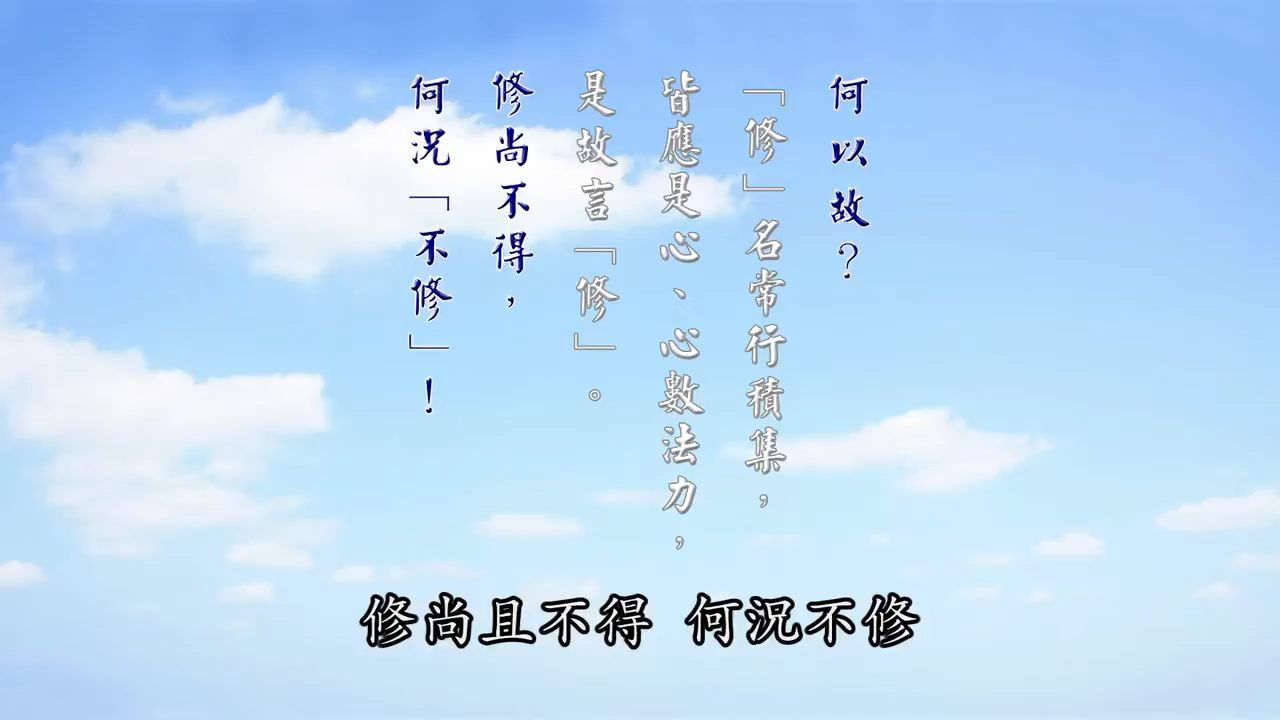 何以故？
「修」名常行積集，
皆應是心、心數法力，
是故言「修」。
修尚不得，
何況「不修」！
修尚且不得 何況不修